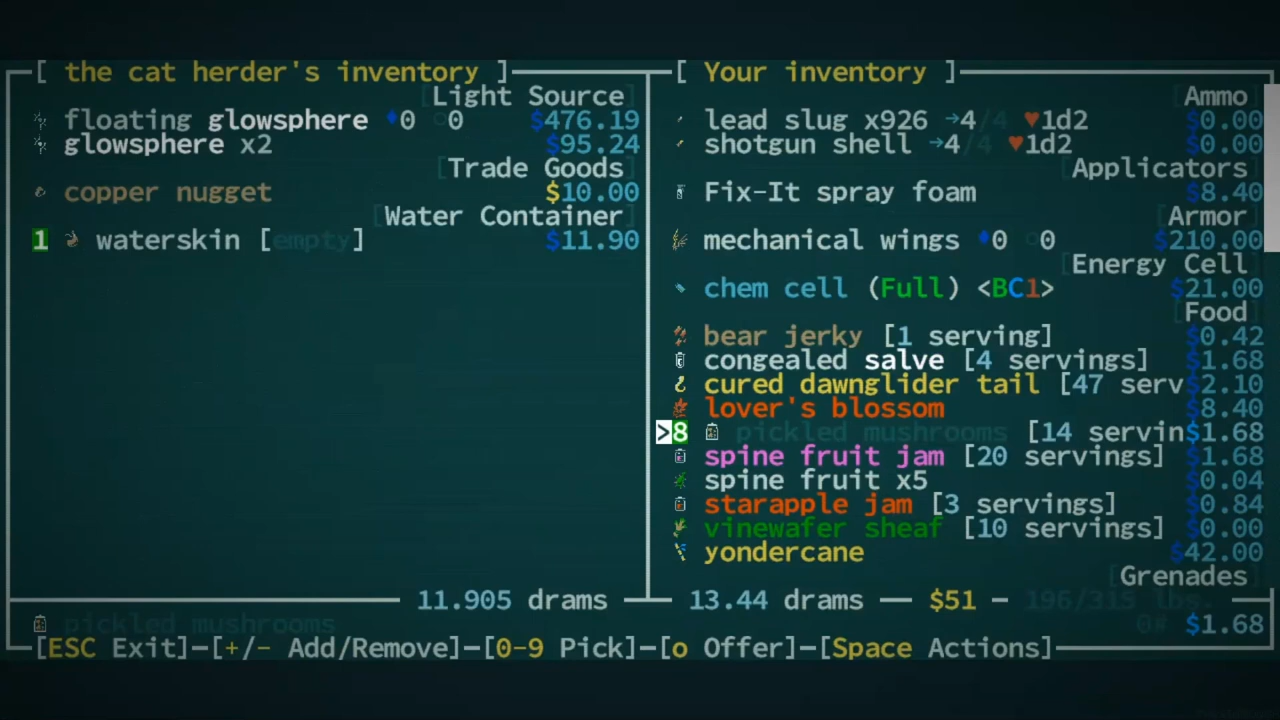 [ the cat herder's inventory ]
[Light Source]
floating glowsphere ♦0 ○0 $476.19
glowsphere x2 $95.24
[Trade Goods]
copper nugget $10.00
[Water Container]
1 waterskin [empty] $11.90
11.905 drams
[ Your inventory ]
[Ammo]
lead slug x926 →4/4 ♥1d2 $0.00
shotgun shell →4/4 ♥1d2 $0.00
[Applicators]
Fix-It spray foam $8.40
[Armor]
mechanical wings ♦0 ○0 $210.00
[Energy Cell]
chem cell (Full) <BC1> $21.00
[Food]
bear jerky [1 serving] $0.42
congealed salve [4 servings] $1.68
cured dawnglider tail [47 serv $2.10
lover's blossom $8.40
>8 pickled mushrooms [14 servin$1.68
spine fruit jam [20 servings] $1.68
spine fruit x5 $0.04
starapple jam [3 servings] $0.84
vinewafer sheaf [10 servings] $0.00
yondercane $42.00
[Grenades]
13.44 drams — $51 — 196/315 lbs.
pickled mushrooms 0# $1.68
[ESC Exit]-[+/- Add/Remove]-[0-9 Pick]-[o Offer]-[Space Actions]